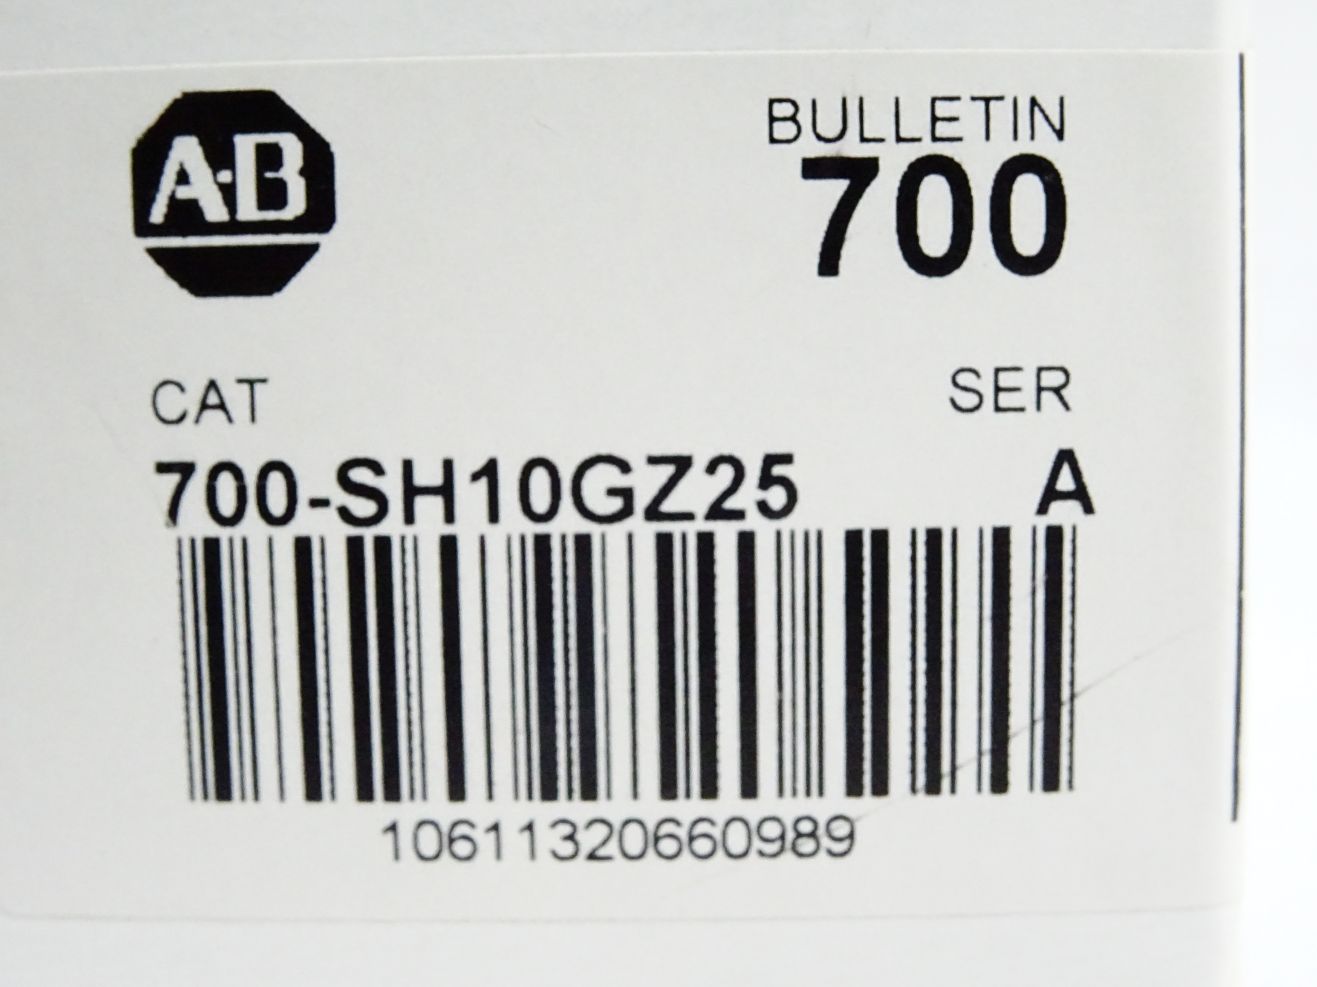 A-B
BULLETIN
700
CAT
SER
700-SH10GZ25
A
10611320660989